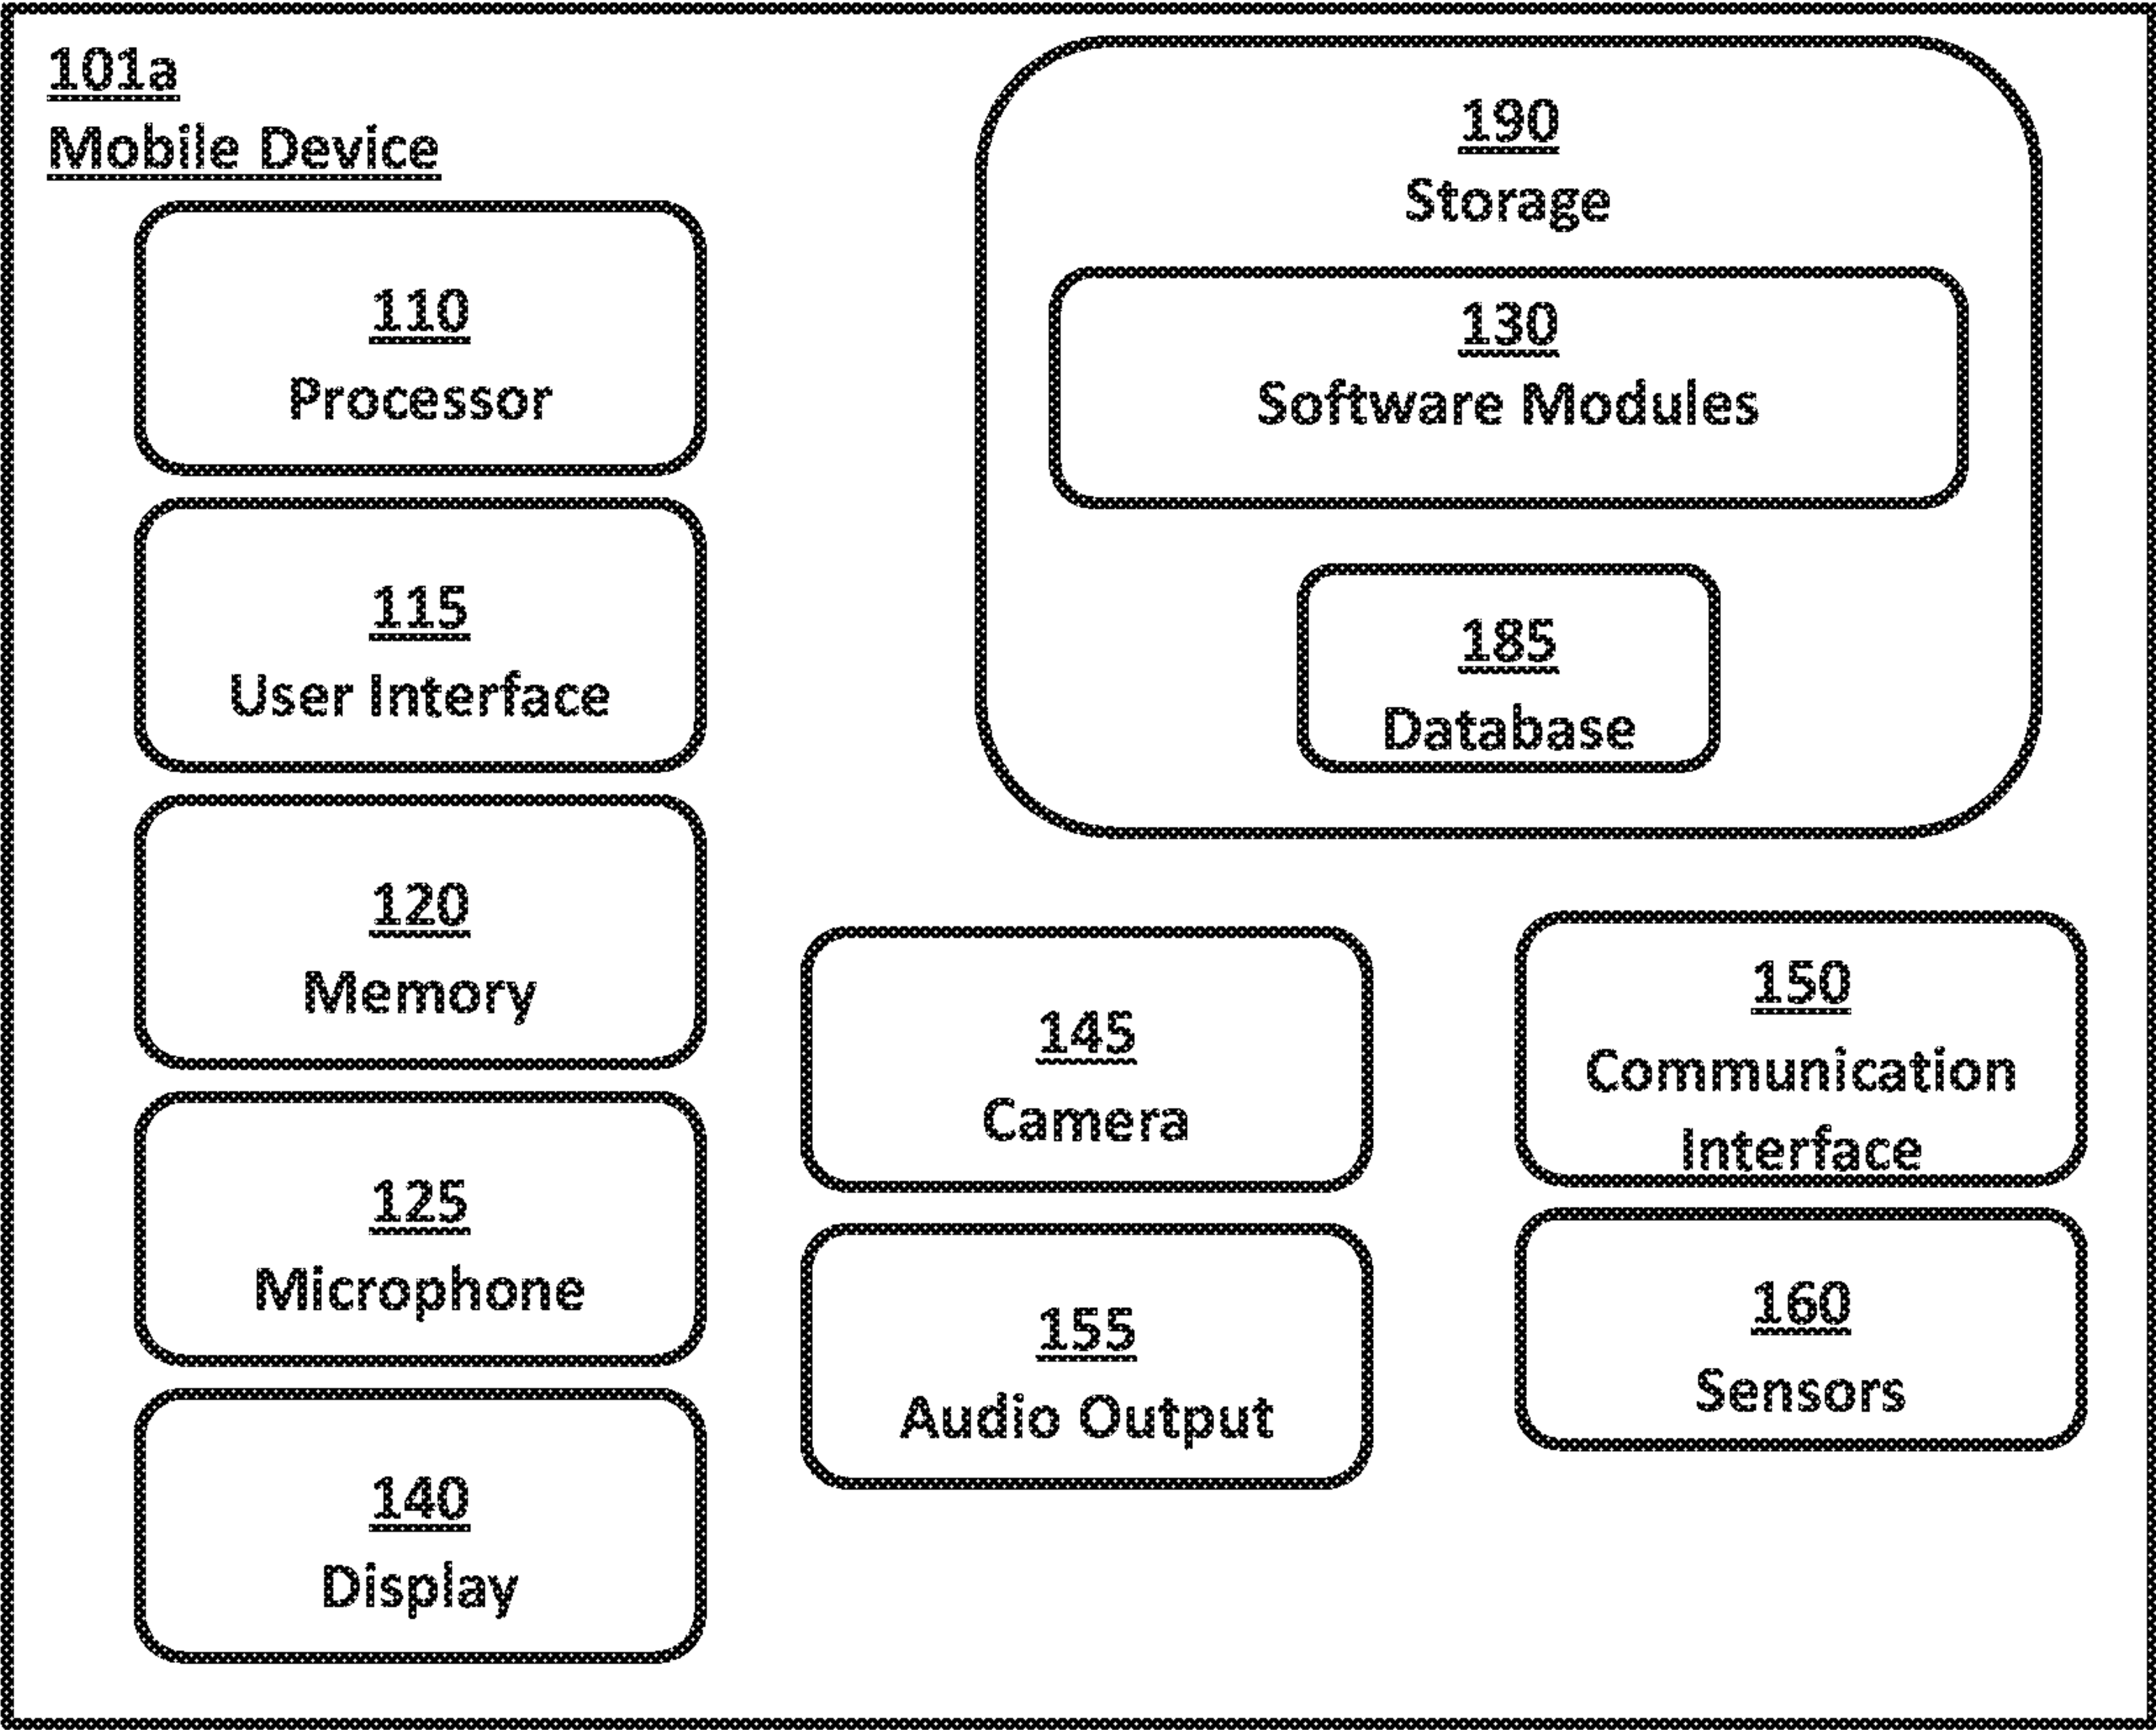 101a
Mobile Device
110
Processor
115
User Interface
120
Memory
125
Microphone
140
Display
190
Storage
130
Software Modules
185
Database
145
Camera
155
Audio Output
150
Communication
Interface
160
Sensors